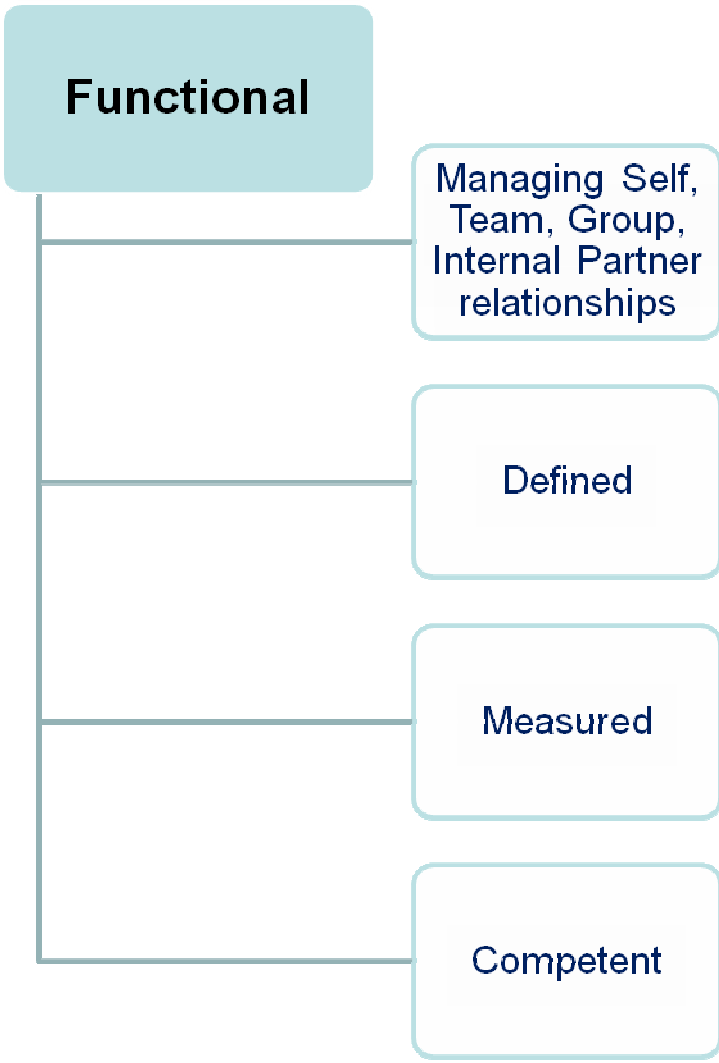 Functional
Managing Self,
Team, Group,
Internal Partner
relationships
Defined
Measured
Competent